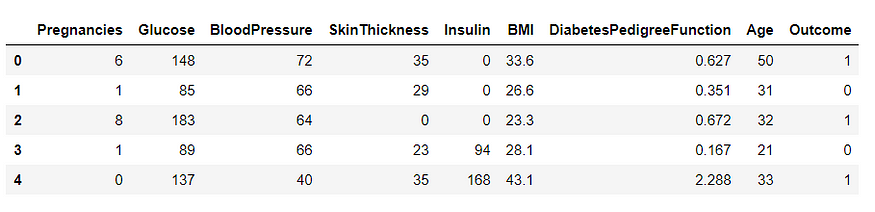 Pregnancies Glucose BloodPressure SkinThickness Insulin BMI DiabetesPedigreeFunction Age Outcome
0 6 148 72 35 0 33.6 0.627 50 1
1 1 85 66 29 0 26.6 0.351 31 0
2 8 183 64 0 0 23.3 0.672 32 1
3 1 89 66 23 94 28.1 0.167 21 0
4 0 137 40 35 168 43.1 2.288 33 1